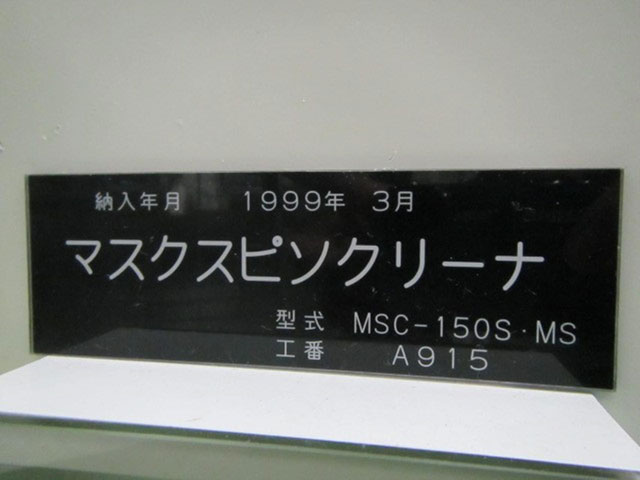 納入年月 1999年 3月
マスクスピンクリーナ
型式 MSC-150S·MS
工番 A915